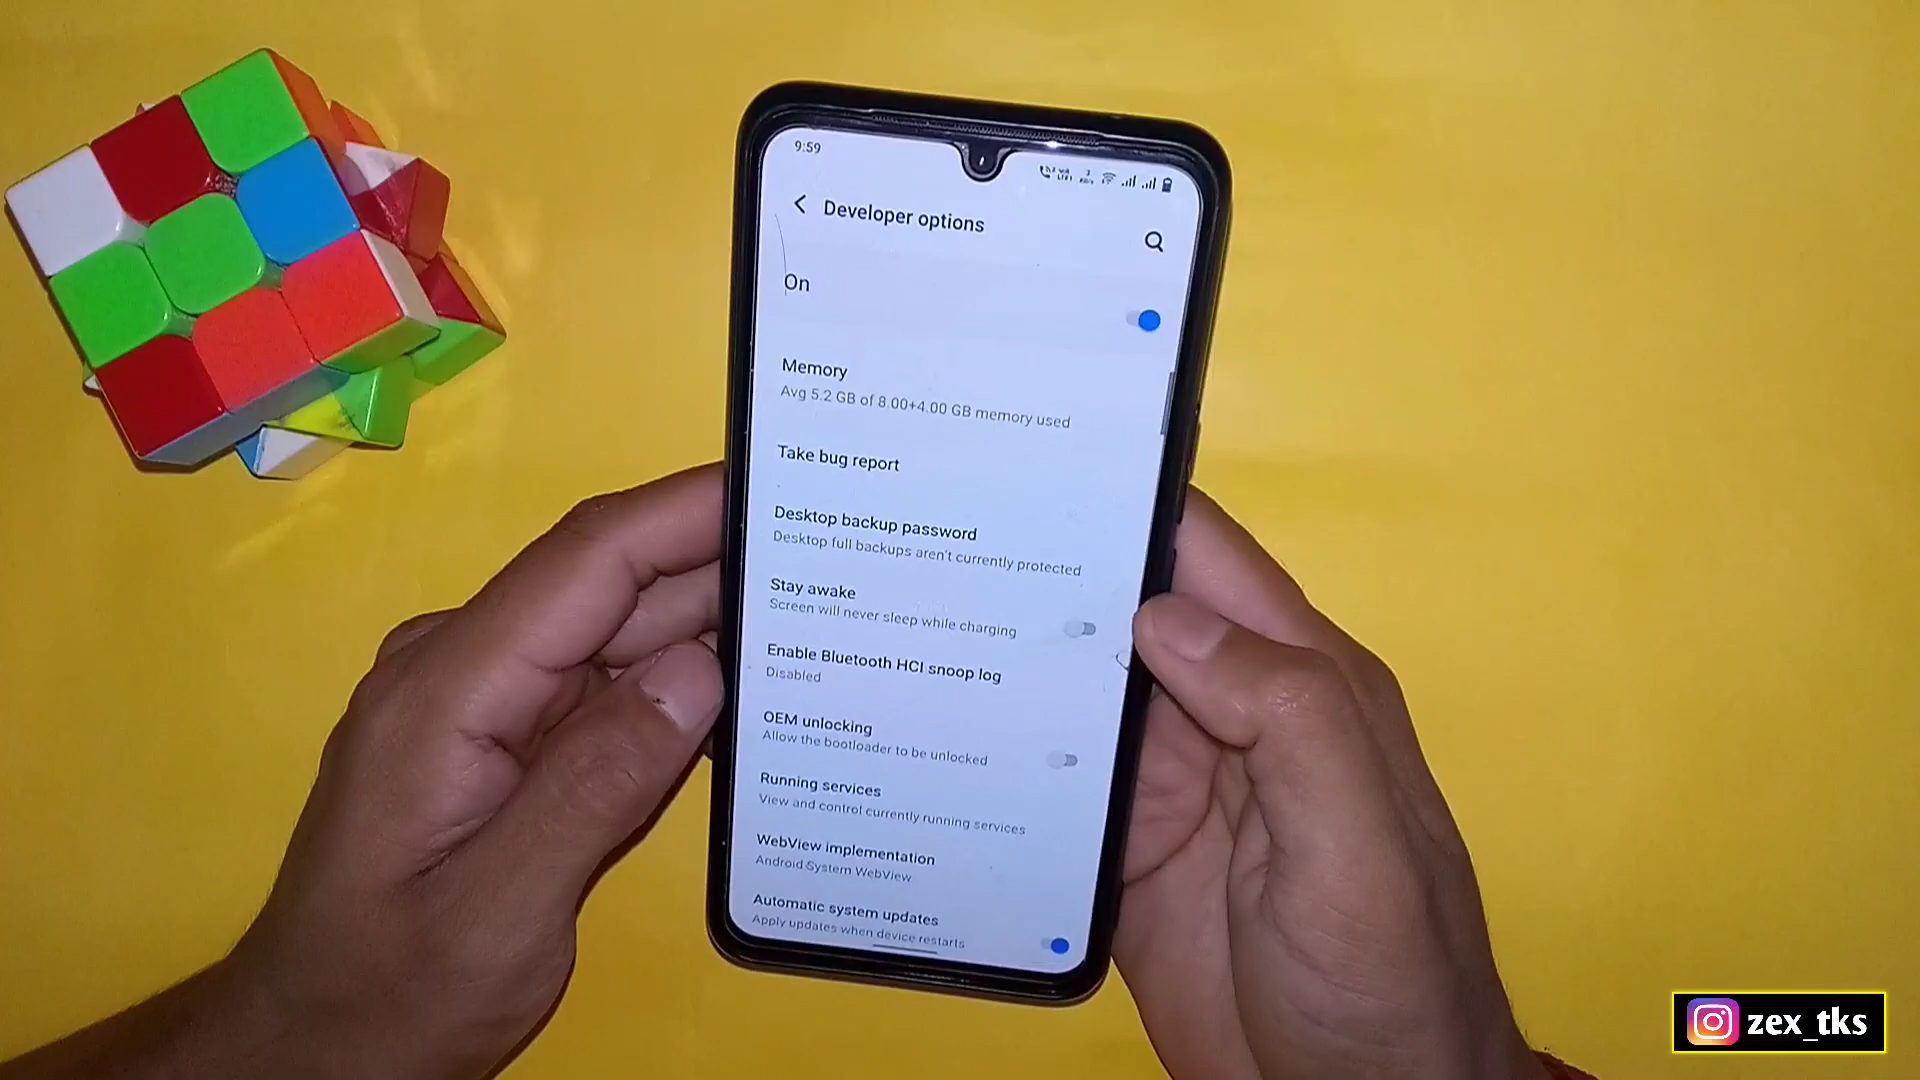 9:59
Developer options
On
Memory
Avg 5.2 GB of 8.00+4.00 GB memory used
Take bug report
Desktop backup password
Desktop full backups aren't currently protected
Stay awake
Screen will never sleep while charging
Enable Bluetooth HCI snoop log
Disabled
OEM unlocking
Allow the bootloader to be unlocked
Running services
View and control currently running services
WebView implementation
Android System WebView
Automatic system updates
Apply updates when device restarts
zex_tks